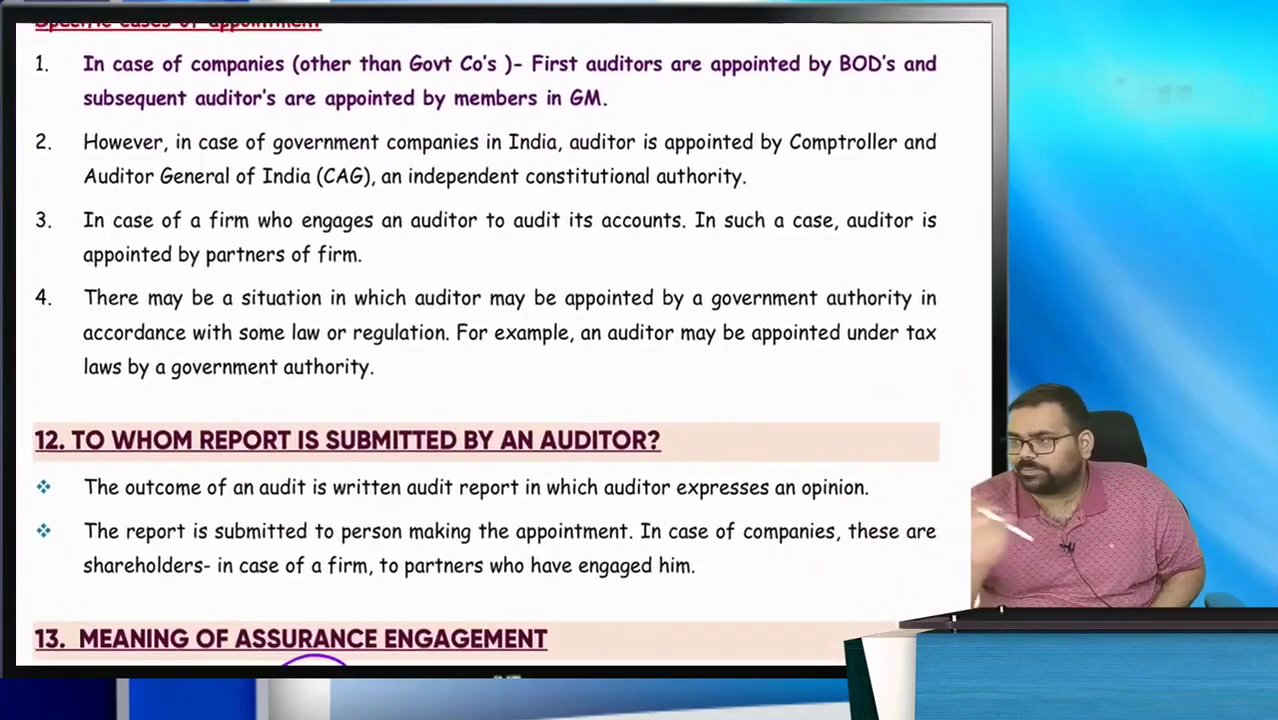 Specific cases of appointment
1. In case of companies (other than Govt Co's )- First auditors are appointed by BOD's and
subsequent auditor's are appointed by members in GM.
2. However, in case of government companies in India, auditor is appointed by Comptroller and
Auditor General of India (CAG), an independent constitutional authority.
3. In case of a firm who engages an auditor to audit its accounts. In such a case, auditor is
appointed by partners of firm.
4. There may be a situation in which auditor may be appointed by a government authority in
accordance with some law or regulation. For example, an auditor may be appointed under tax
laws by a government authority.
12. TO WHOM REPORT IS SUBMITTED BY AN AUDITOR?
❖ The outcome of an audit is written audit report in which auditor expresses an opinion.
❖ The report is submitted to person making the appointment. In case of companies, these are
shareholders- in case of a firm, to partners who have engaged him.
13. MEANING OF ASSURANCE ENGAGEMENT